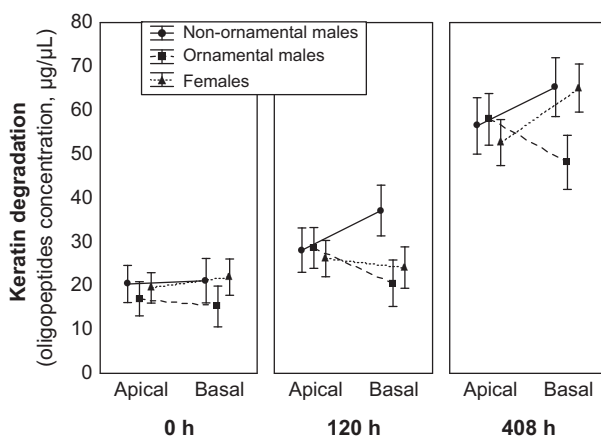 Keratin degradation
(oligopeptides concentration, µg/µL)
80
70
60
50
40
30
20
10
0
Non-ornamental males
Ornamental males
Females
Apical Basal Apical Basal Apical Basal
0 h 120 h 408 h